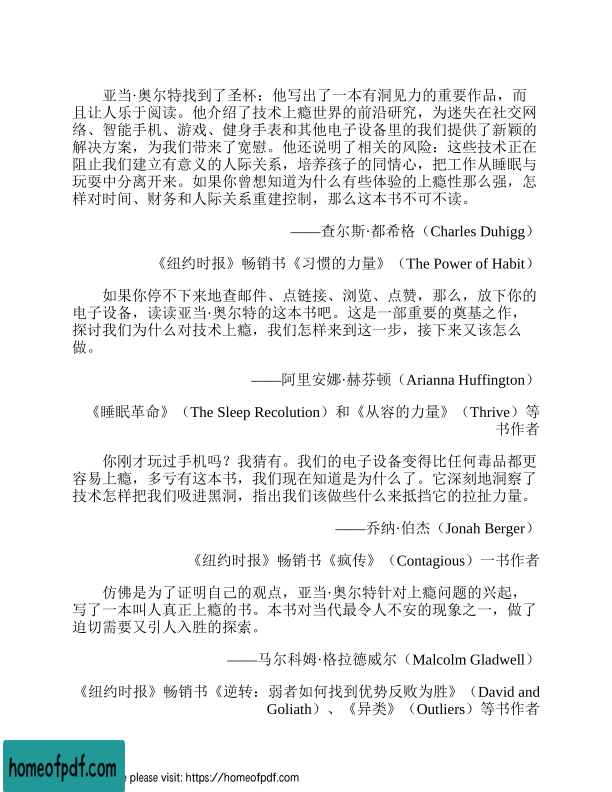 亚当·奥尔特找到了圣杯：他写出了一本有洞见力的重要作品，而
且让人乐于阅读。他介绍了技术上瘾世界的前沿研究，为迷失在社交网
络、智能手机、游戏、健身手表和其他电子设备里的我们提供了新颖的
解决方案，为我们带来了宽慰。他还说明了相关的风险：这些技术正在
阻止我们建立有意义的人际关系，培养孩子的同情心，把工作从睡眠与
玩耍中分离开来。如果你曾想知道为什么有些体验的上瘾性那么强，怎
样对时间、财务和人际关系重建控制，那么这本书不可不读。
——查尔斯·都希格（Charles Duhigg）
《纽约时报》畅销书《习惯的力量》（The Power of Habit）
如果你停不下来地查邮件、点链接、浏览、点赞，那么，放下你的
电子设备，读读亚当·奥尔特的这本书吧。这是一部重要的奠基之作，
探讨我们为什么对技术上瘾，我们怎样来到这一步，接下来又该怎么
做。
——阿里安娜·赫芬顿（Arianna Huffington）
《睡眠革命》（The Sleep Recolution）和《从容的力量》（Thrive）等
书作者
你刚才玩过手机吗？我猜有。我们的电子设备变得比任何毒品都更
容易上瘾，多亏有这本书，我们现在知道是为什么了。它深刻地洞察了
技术怎样把我们吸进黑洞，指出我们该做些什么来抵挡它的拉扯力量。
——乔纳·伯杰（Jonah Berger）
《纽约时报》畅销书《疯传》（Contagious）一书作者
仿佛是为了证明自己的观点，亚当·奥尔特针对上瘾问题的兴起，
写了一本叫人真正上瘾的书。本书对当代最令人不安的现象之一，做了
迫切需要又引人入胜的探索。
——马尔科姆·格拉德威尔（Malcolm Gladwell）
《纽约时报》畅销书《逆转：弱者如何找到优势反败为胜》（David and
Goliath）、《异类》（Outliers）等书作者
homeofpdf.com
please visit: https://homeofpdf.com